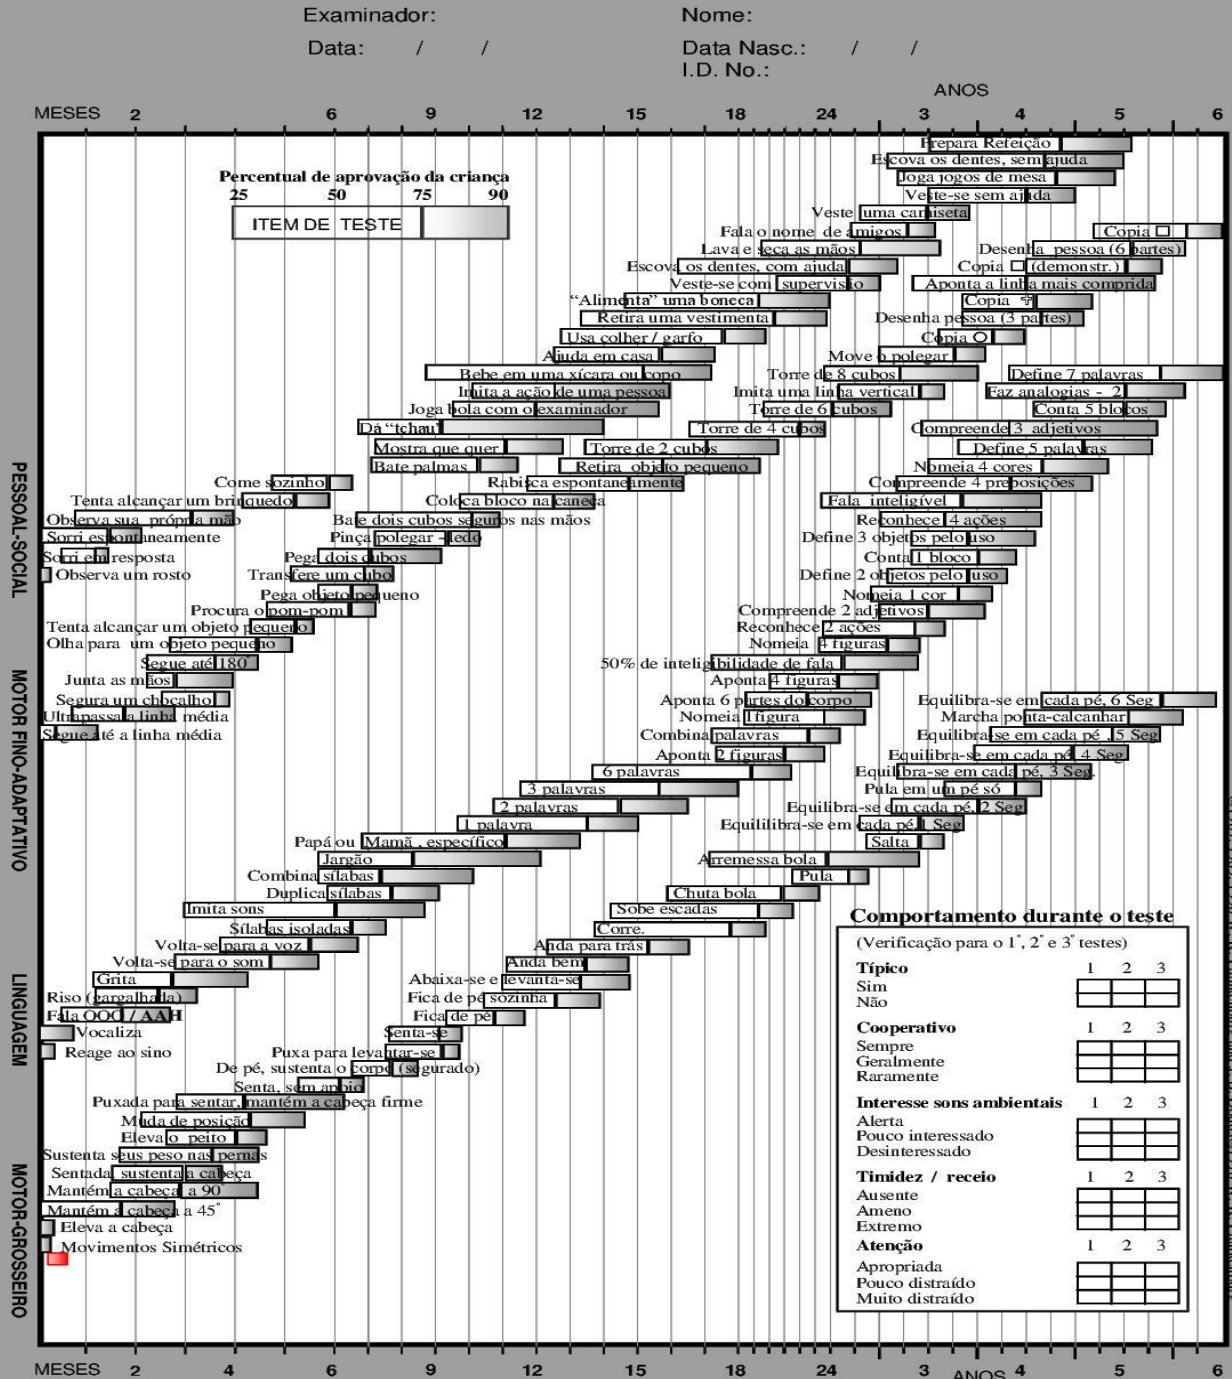 Examinador: Nome:
Data: / / Data Nasc.: / /
I.D. No.:
ANOS
MESES 2 4 6 9 12 15 18 24 3 4 5 6
Percentual de aprovação da criança
25 50 75 90
ITEM DE TESTE
Prepara Refeição
Escova os dentes, sem ajuda
Joga jogos de mesa
Veste-se sem ajuda
Veste uma camiseta
Fala o nome de amigos
Lava e seca as mãos
Escova os dentes, com ajuda
Veste-se com supervisão
“Alimenta” uma boneca
Retira uma vestimenta
Usa colher / garfo
Ajuda em casa
Bebe em uma xícara ou copo
Imita a ação de uma pessoa
Joga bola com o examinador
Dá “tchau”
Mostra que quer
Bate palmas
Come sozinho
Tenta alcançar um brinquedo
Observa sua própria mão
Sorri espontaneamente
Sorri em resposta
Observa um rosto
PESSOAL-SOCIAL
Copia □
Desenha pessoa (6 partes)
Copia □ (demonstr.)
Aponta a linha mais comprida
Copia ✝
Desenha pessoa (3 partes)
Copia O
Move o polegar
Torre de 8 cubos
Imita uma linha vertical
Torre de 6 cubos
Torre de 4 cubos
Torre de 2 cubos
Retira objeto pequeno
Rabisca espontaneamente
Coloca bloco na caneca
Bate dois cubos seguros nas mãos
Pinça polegar - dedo
Pega dois cubos
Transfere um cubo
Pega objeto pequeno
Procura o pom-pom
Tenta alcançar um objeto pequeno
Olha para um objeto pequeno
Segue até 180°
Junta as mãos
Segura um chocalho
Ultrapassa a linha média
Segue até a linha média
MOTOR FINO-ADAPTATIVO
Define 7 palavras
Faz analogias - 2
Conta 5 blocos
Compreende 3 adjetivos
Define 5 palavras
Nomeia 4 cores
Compreende 4 preposições
Fala inteligível
Reconhece 4 ações
Define 3 objetos pelo uso
Conta 1 bloco
Define 2 objetos pelo uso
Nomeia 1 cor
Compreende 2 adjetivos
Reconhece 2 ações
Nomeia 4 figuras
50% de inteligibilidade de fala
Aponta 4 figuras
Aponta 6 partes do corpo
Nomeia 1 figura
Combina palavras
Aponta 2 figuras
6 palavras
3 palavras
2 palavras
1 palavra
Papá ou Mamã , específico
Jargão
Combina sílabas
Duplica sílabas
Imita sons
Sílabas isoladas
Volta-se para a voz
Volta-se para o som
Grita
Riso (gargalhada)
Fala OOO / AAH
Vocaliza
Reage ao sino
LINGUAGEM
Equilibra-se em cada pé, 6 Seg
Marcha ponta-calcanhar
Equilibra-se em cada pé , 5 Seg
Equilibra-se em cada pé 4 Seg
Equilibra-se em cada pé, 3 Seg.
Pula em um pé só
Equilibra-se em cada pé, 2 Seg
Equililibra-se em cada pé, 1 Seg
Salta
Arremessa bola
Pula
Chuta bola
Sobe escadas
Corre.
Anda para trás
Anda bem
Abaixa-se e levanta-se
Fica de pé sozinha
Fica de pé
Senta-se
Puxa para levantar-se
De pé, sustenta o corpo (segurado)
Senta, sem apoio
Puxada para sentar, mantém a cabeça firme
Muda de posição
Eleva o peito
Sustenta seus peso nas pernas
Sentada sustenta a cabeça
Mantém a cabeça a 90°
Mantém a cabeça a 45°
Eleva a cabeça
Movimentos Simétricos
MOTOR-GROSSEIRO
Comportamento durante o teste
(Verificação para o 1°, 2° e 3° testes)
Típico 1 2 3
Sim
Não
Cooperativo 1 2 3
Sempre
Geralmente
Raramente
Interesse sons ambientais 1 2 3
Alerta
Pouco interessado
Desinteressado
Timidez / receio 1 2 3
Ausente
Ameno
Extremo
Atenção 1 2 3
Apropriada
Pouco distraído
Muito distraído
MESES 2 4 6 9 12 15 18 24 3 4 5 6
ANOS